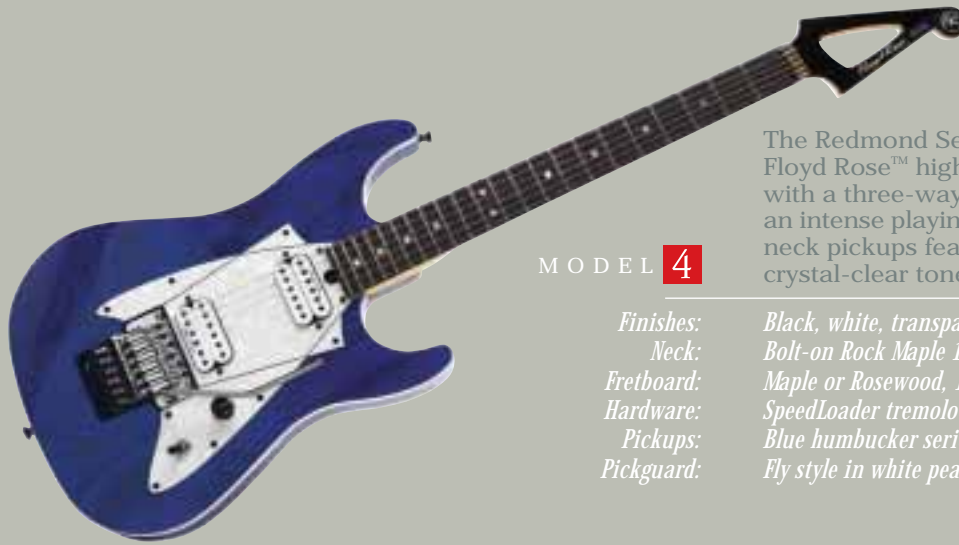 The Redmond Se
Floyd Rose™ high
with a three-way
an intense playin
neck pickups fea
crystal-clear tone
MODEL 4
Finishes: Black, white, transpa
Neck: Bolt-on Rock Maple
Fretboard: Maple or Rosewood,
Hardware: SpeedLoader tremolo
Pickups: Blue humbucker seri
Pickguard: Fly style in white pea